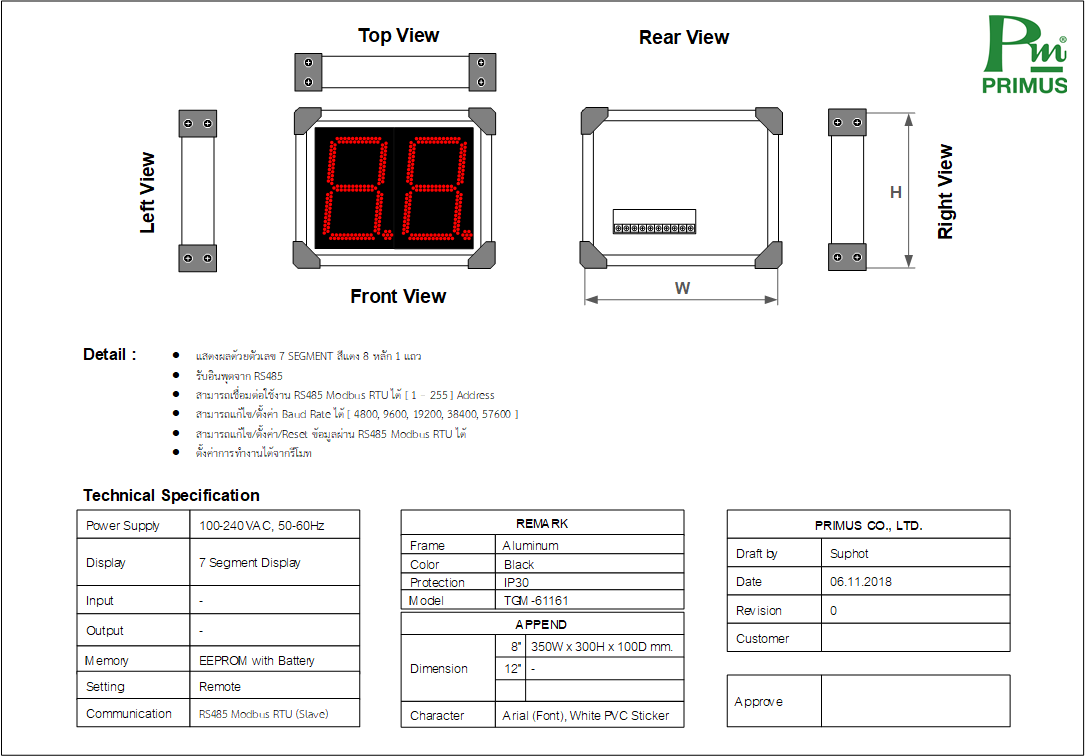 Top View
Rear View
Pm®
PRIMUS
Left View
Right View
H
W
Front View
Detail :
● แสดงผลด้วยตัวเลข 7 SEGMENT สีแดง 8 หลัก 1 แถว
● รับอินพุตจาก RS485
● สามารถเชื่อมต่อใช้งาน RS485 Modbus RTU ได้ [ 1 - 255 ] Address
● สามารถแก้ไข/ตั้งค่า Baud Rate ได้ [ 4800, 9600, 19200, 38400, 57600 ]
● สามารถแก้ไข/ตั้งค่า/Reset ข้อมูลผ่าน RS485 Modbus RTU ได้
● ตั้งค่าการทำงานได้จากรีโมท
Technical Specification
Power Supply 100-240 VAC, 50-60Hz
Display 7 Segment Display
Input -
Output -
Memory EEPROM with Battery
Setting Remote
Communication RS485 Modbus RTU (Slave)
REMARK
Frame Aluminum
Color Black
Protection IP30
Model TGM-61161
APPEND
Dimension 8" 350W x 300H x 100D mm.
12" -
Character Arial (Font), White PVC Sticker
PRIMUS CO., LTD.
Draft by Suphot
Date 06.11.2018
Revision 0
Customer
Approve